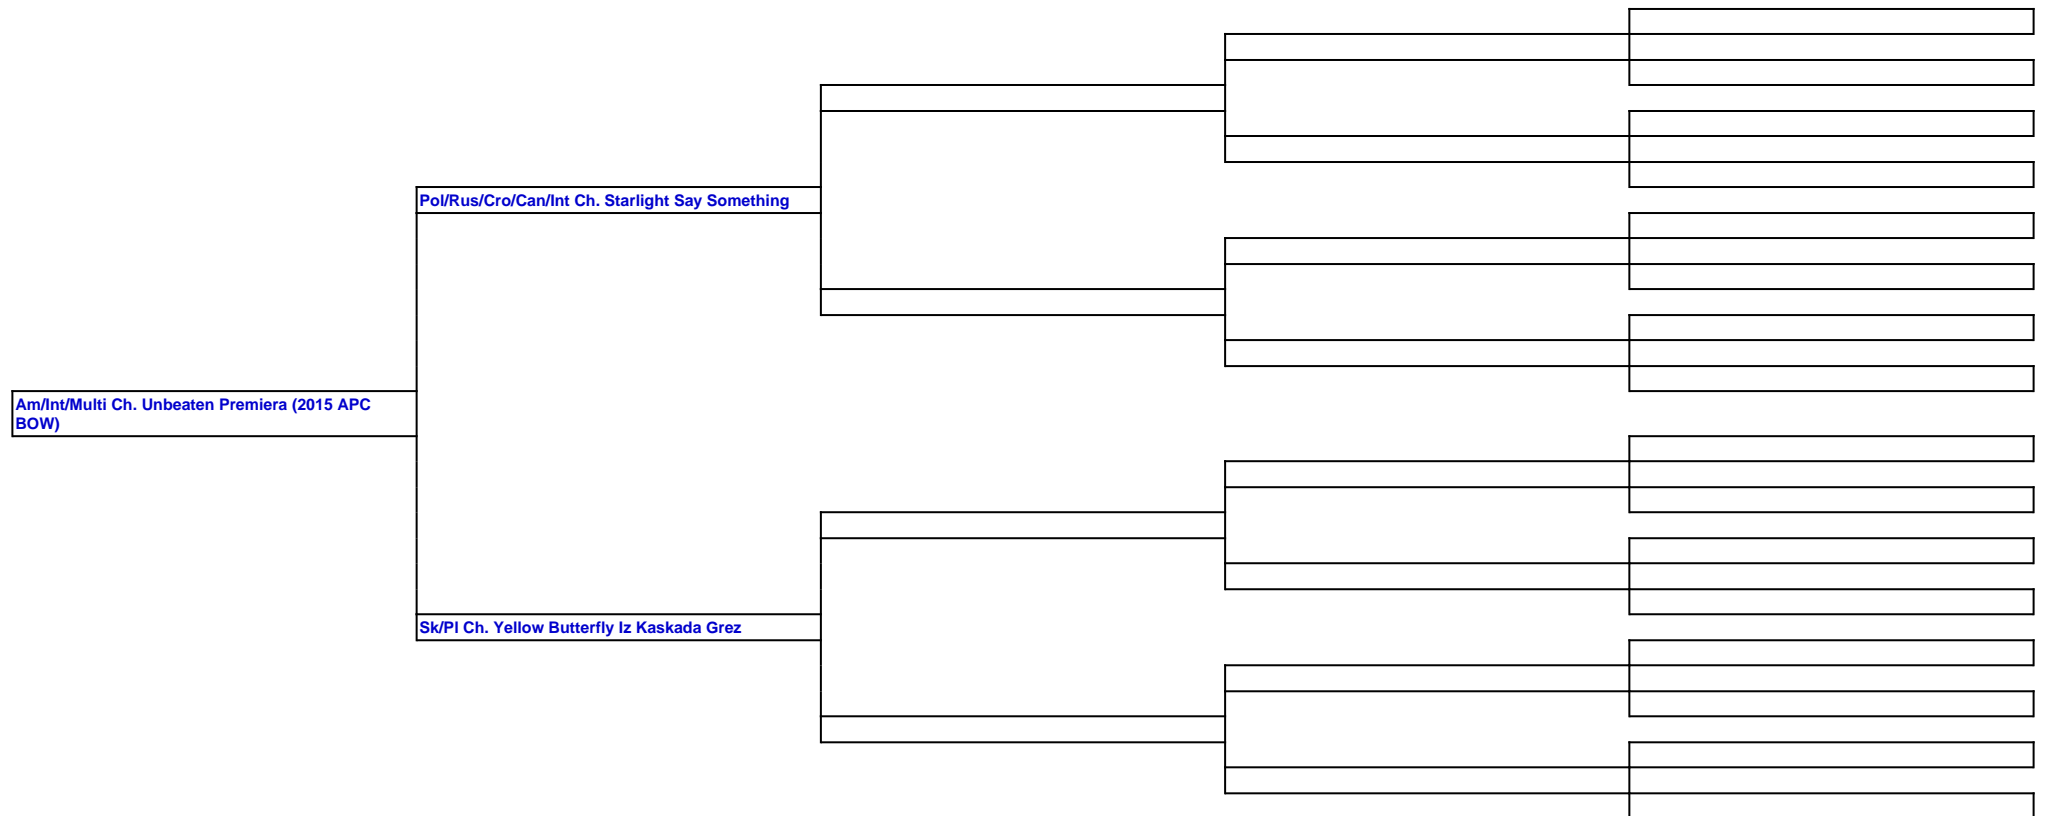 Pol/Rus/Cro/Can/Int Ch. Starlight Say Something
Am/Int/Multi Ch. Unbeaten Premiera (2015 APC
BOW)
Sk/Pl Ch. Yellow Butterfly Iz Kaskada Grez